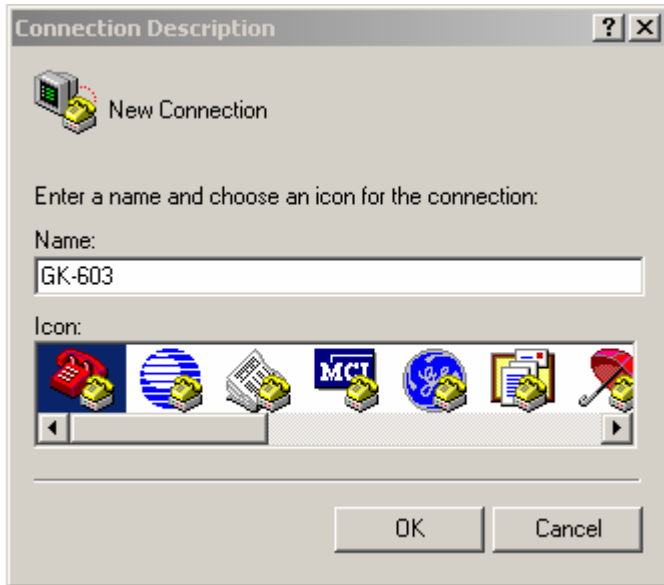 Connection Description
New Connection
Enter a name and choose an icon for the connection:
Name:
GK-603
Icon:
MCI
OK Cancel